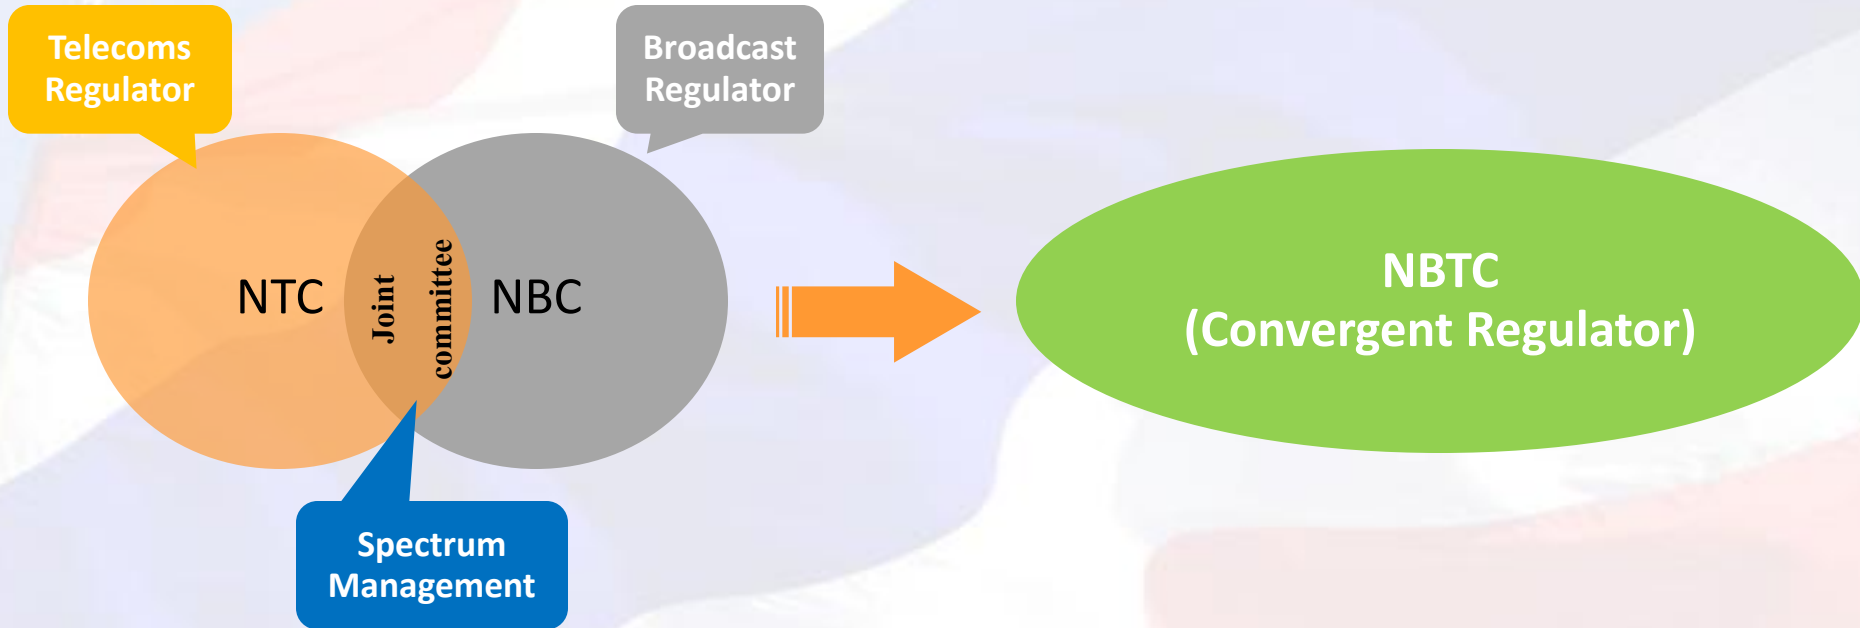 Telecoms
Regulator
Broadcast
Regulator
NTC
Joint
committee
NBC
NBTC
(Convergent Regulator)
Spectrum
Management